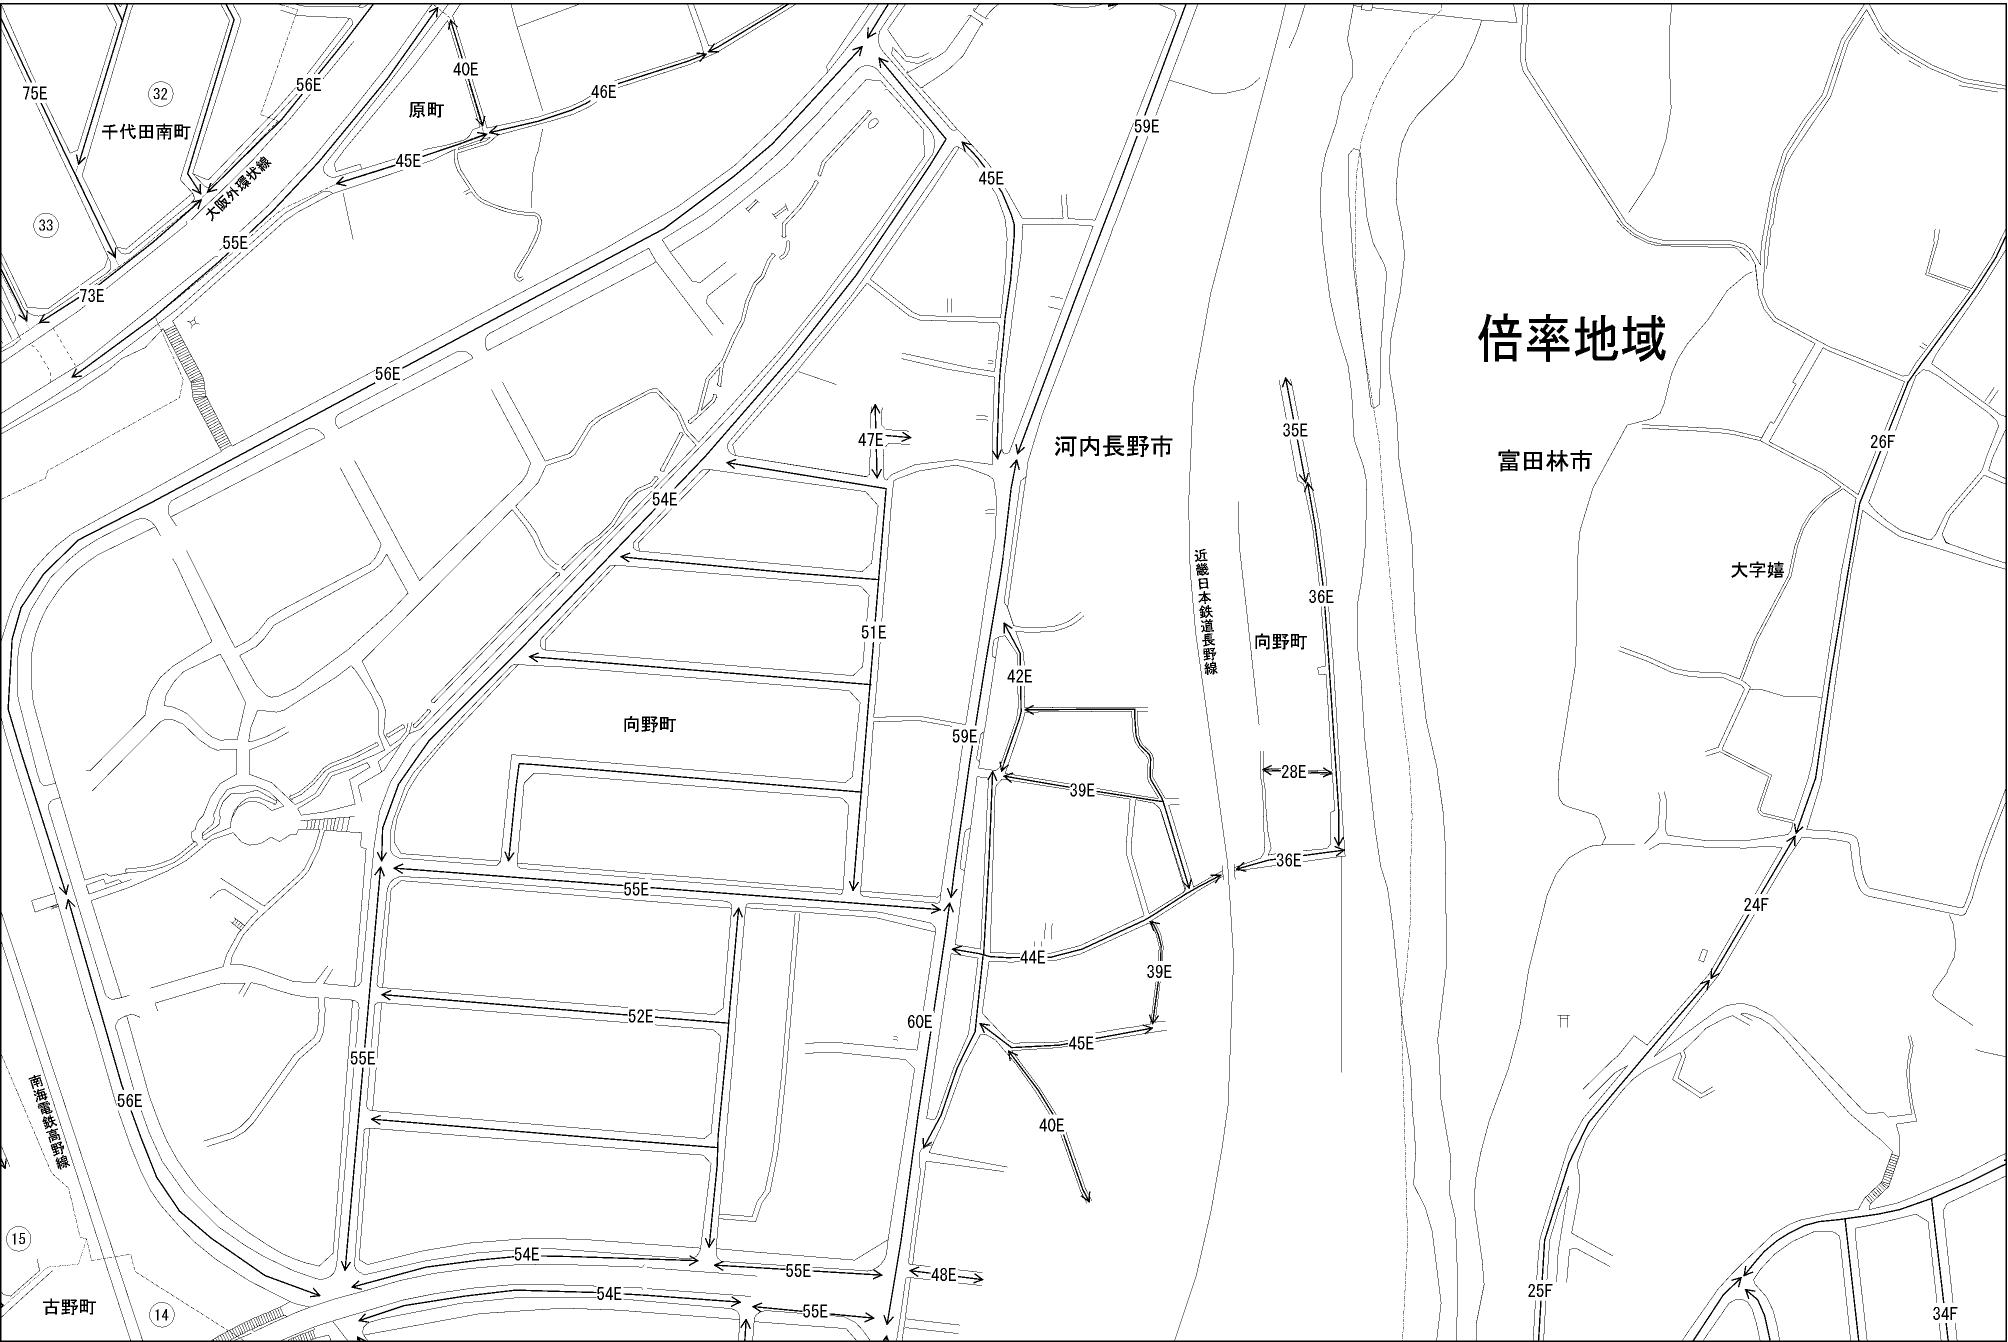 75E
32
千代田南町
56E
40E
原町
46E
45E
33
大阪外環状線
55E
73E
59E
45E
倍率地域
56E
47E
河内長野市
35E
富田林市
26F
54E
近畿日本鉄道長野線
36E
大字嬉
51E
向野町
42E
向野町
59E
28E
39E
55E
36E
24F
44E
39E
52E
60E
55E
45E
56E
南海電鉄高野線
40E
15
54E
55E
48E
古野町
14
54E
55E
25F
34F